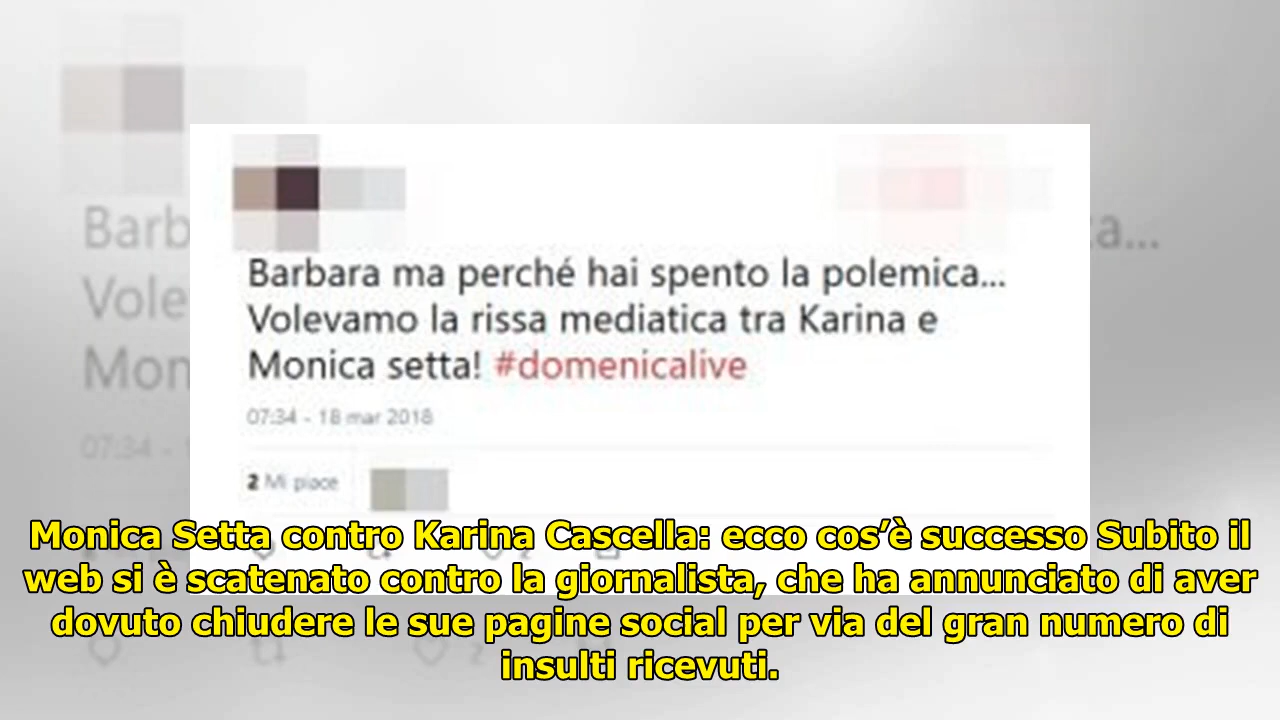 Barbara ma perché hai spento la polemica...
Volevamo la rissa mediatica tra Karina e
Monica setta! #domenicalive
07:34 - 18 mar 2018
2 Mi piace
Monica Setta contro Karina Cascella: ecco cos’è successo Subito il
web si è scatenato contro la giornalista, che ha annunciato di aver
dovuto chiudere le sue pagine social per via del gran numero di
insulti ricevuti.